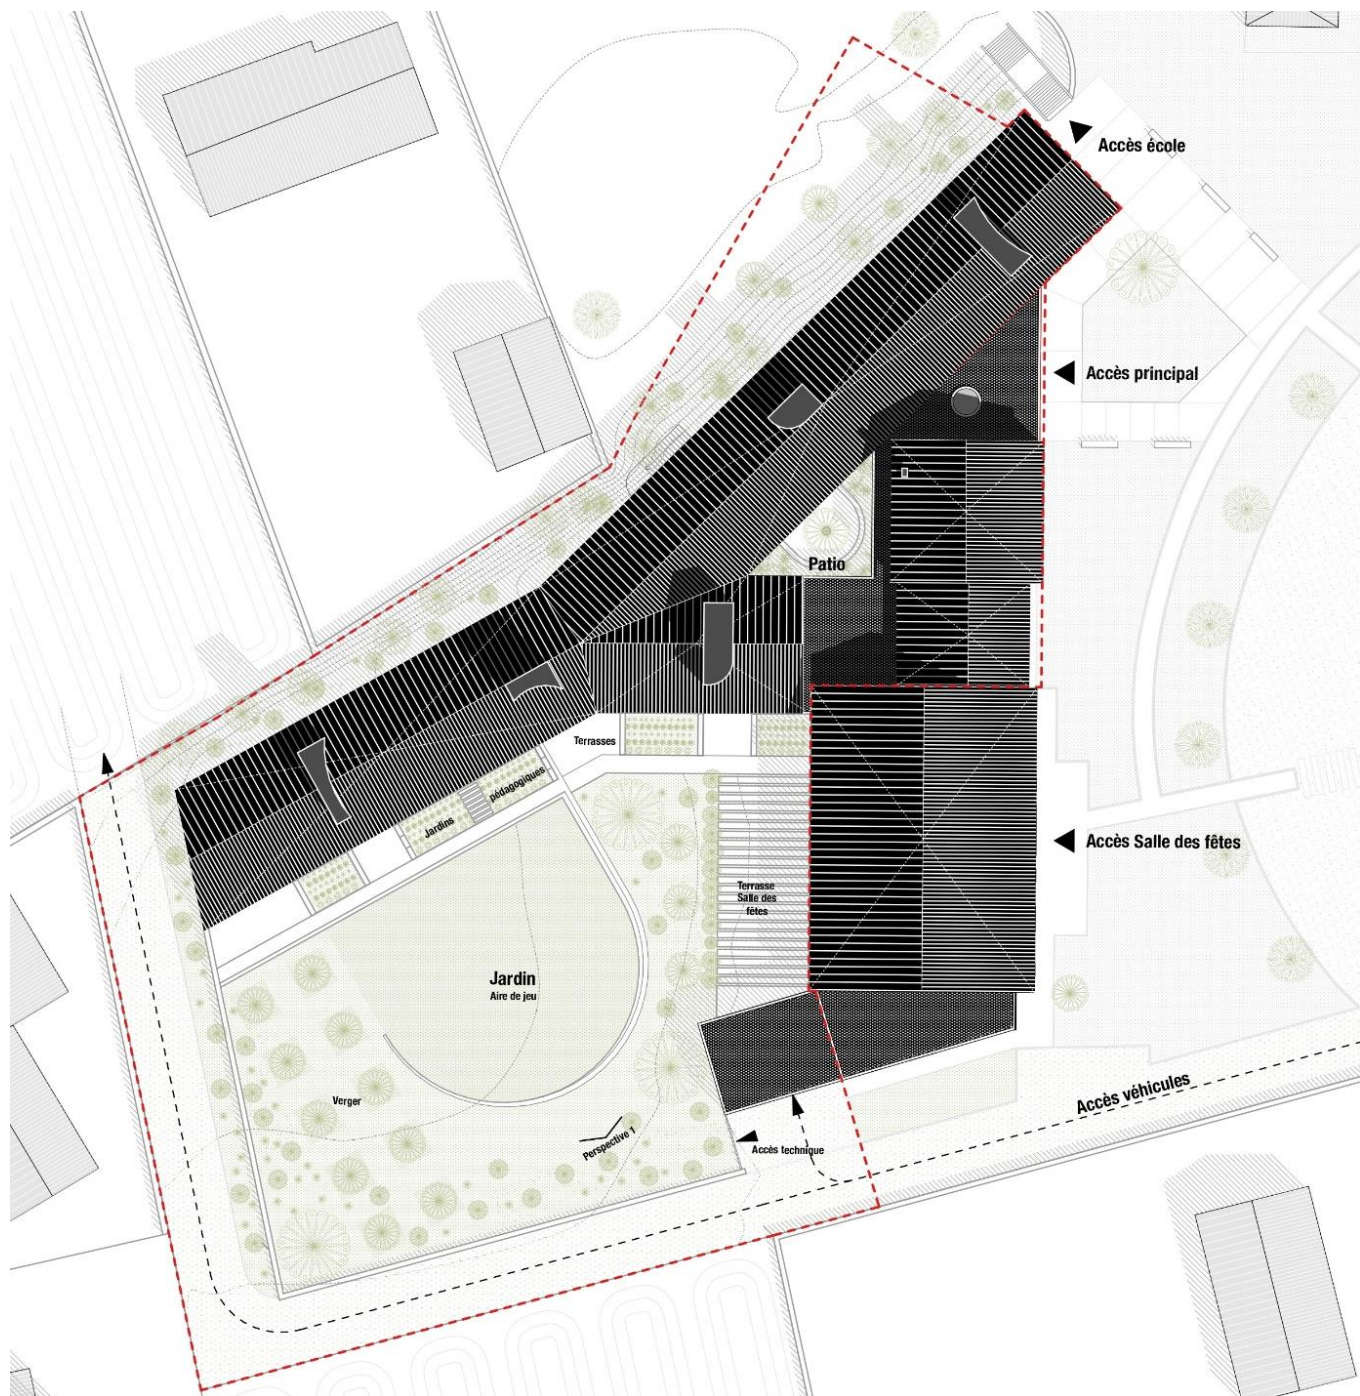 Accès école
Accès principal
Patio
Terrasses
pédagogiques
Jardins
Accès Salle des fêtes
Terrasse
Salle des
fêtes
Jardin
Aire de jeu
Verger
Accès véhicules
Perspective 1
Accès technique